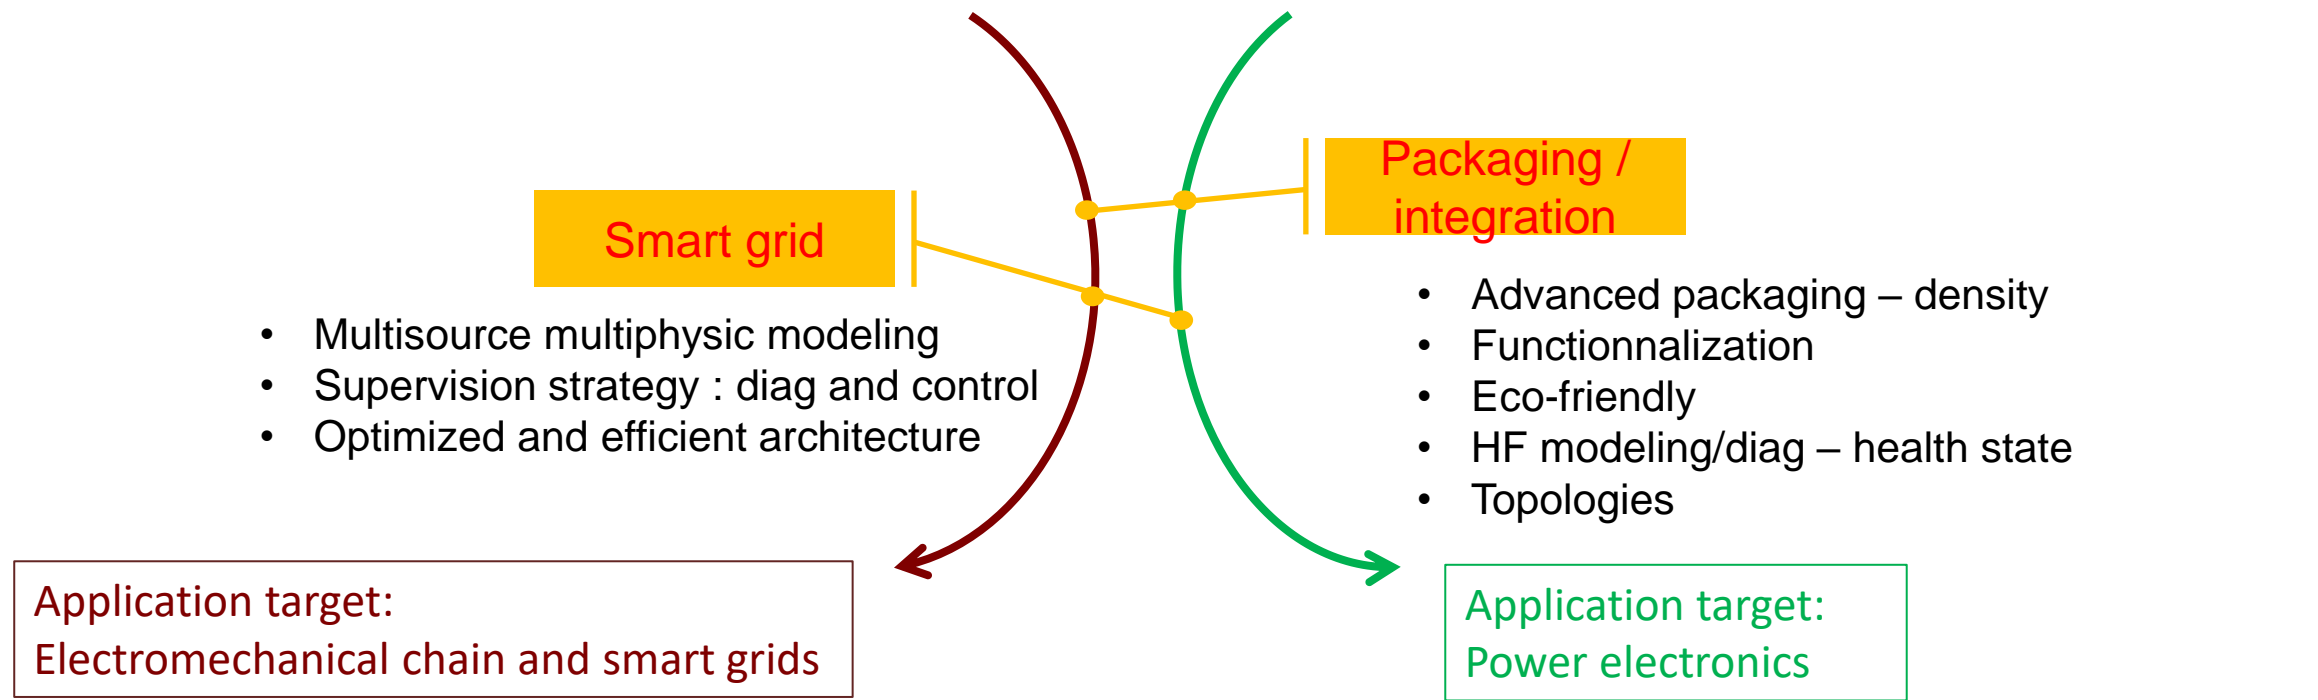 Smart grid
• Multisource multiphysic modeling
• Supervision strategy : diag and control
• Optimized and efficient architecture
Packaging /
integration
• Advanced packaging – density
• Functionnalization
• Eco-friendly
• HF modeling/diag – health state
• Topologies
Application target:
Electromechanical chain and smart grids
Application target:
Power electronics